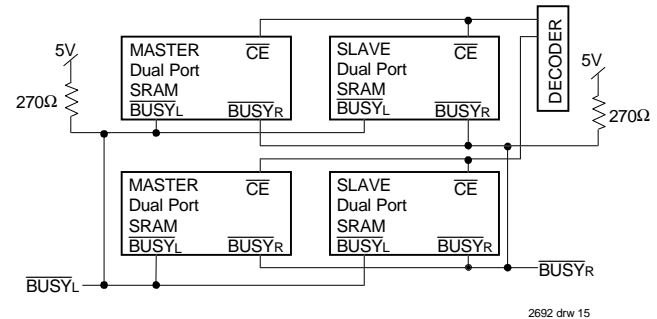 5V
270Ω
MASTER CE
Dual Port
SRAM
BUSYL BUSYR
SLAVE CE
Dual Port
SRAM
BUSYL BUSYR
DECODER
5V
270Ω
MASTER CE
Dual Port
SRAM
BUSYL BUSYR
SLAVE CE
Dual Port
SRAM
BUSYL BUSYR
BUSYL
BUSYR
2692 drw 15